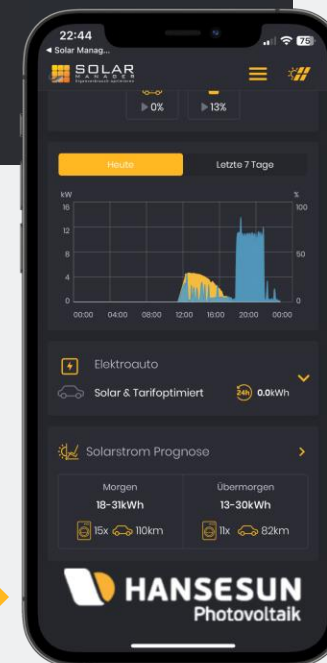 22:44
75
◀ Solar Manag...
SOLAR
MANAGER
Eigenverbrauch optimieren
▶ 0% ▶ 13%
Heute Letzte 7 Tage
kW %
16 100
12
8 50
4
0 0
00:00 04:00 08:00 12:00 16:00 20:00 00:00
Elektroauto
Solar & Tarifoptimiert 24h 0.0kWh
Solarstrom Prognose
Morgen Übermorgen
18-31kWh 13-30kWh
15x 110km 11x 82km
HANSESUN
Photovoltaik